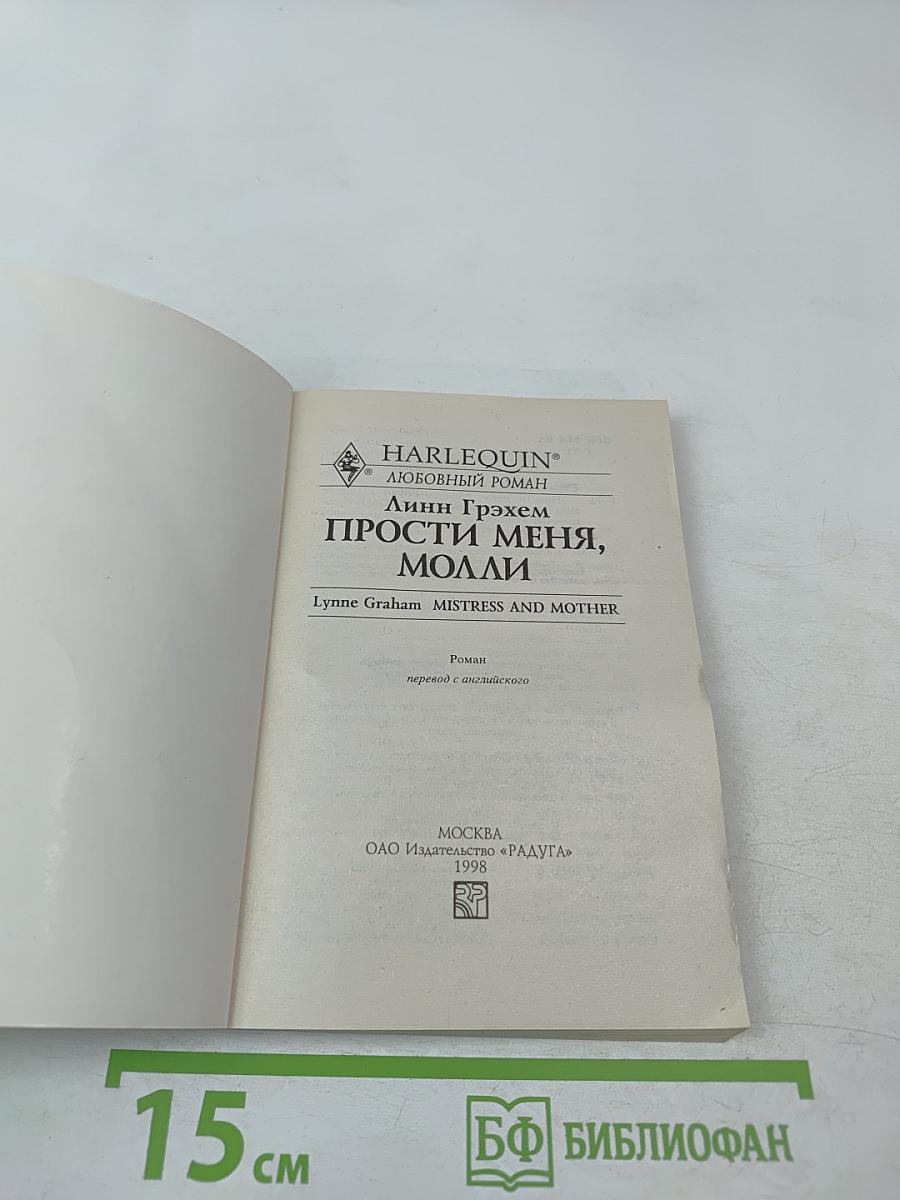 HARLEQUIN®
®
ЛЮБОВНЫЙ РОМАН
Линн Грэхем
ПРОСТИ МЕНЯ,
МОЛЛИ
Lynne Graham MISTRESS AND MOTHER
Роман
перевод с английского
МОСКВА
ОАО Издательство «РАДУГА»
1998
15 см
БФ БИБЛИОФАН